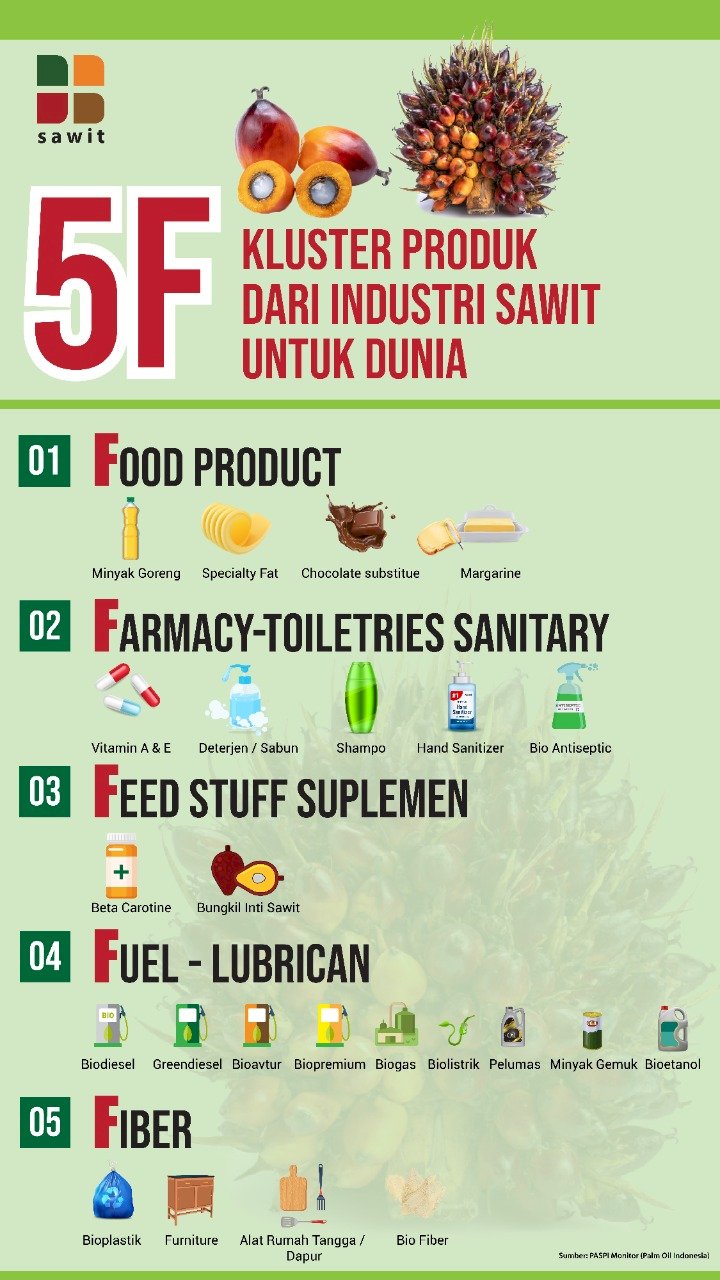 sawit
5F
KLUSTER PRODUK
DARI INDUSTRI SAWIT
UNTUK DUNIA
01 FOOD PRODUCT
Minyak Goreng Specialty Fat Chocolate substitue Margarine
02 FARMACY-TOILETRIES SANITARY
#1
Hand
Sanitizer
Vitamin A & E Deterjen / Sabun Shampo Hand Sanitizer Bio Antiseptic
03 FEED STUFF SUPLEMEN
Beta Carotine Bungkil Inti Sawit
04 FUEL - LUBRICAN
BIO
Biodiesel Greendiesel Bioavtur Biopremium Biogas Biolistrik Pelumas Minyak Gemuk Bioetanol
05 FIBER
Bioplastik Furniture Alat Rumah Tangga / Dapur Bio Fiber
Sumber: PASPI Monitor (Palm Oil Indonesia)